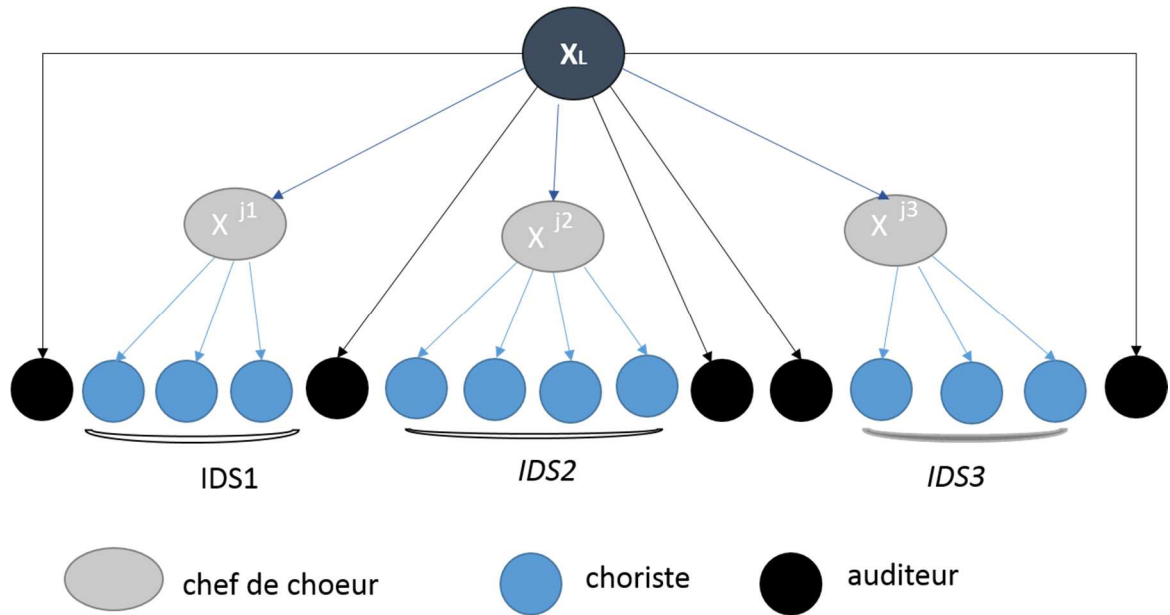 XL
X j1
X j2
X j3
IDS1
IDS2
IDS3
chef de choeur
choriste
auditeur